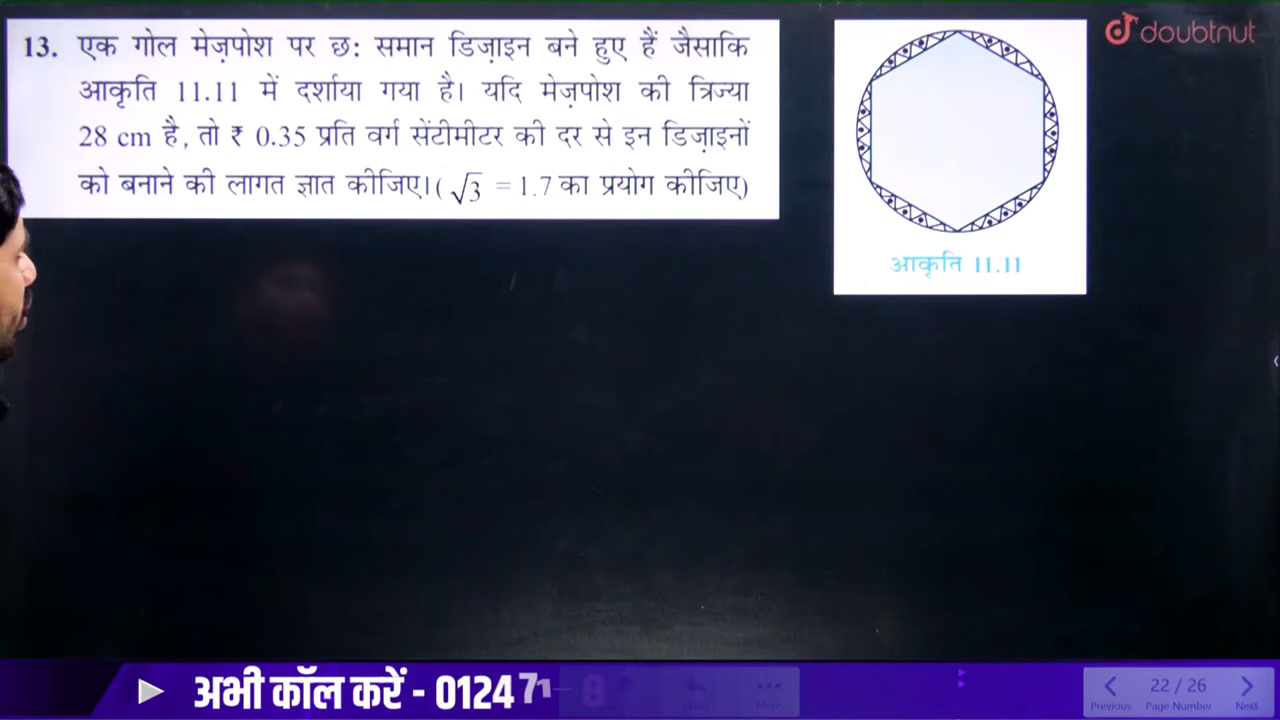 13. एक गोल मेज़पोश पर छः समान डिज़ाइन बने हुए हैं जैसाकि
आकृति 11.11 में दर्शाया गया है। यदि मेज़पोश की त्रिज्या
28 cm है, तो ₹ 0.35 प्रति वर्ग सेंटीमीटर की दर से इन डिज़ाइनों
को बनाने की लागत ज्ञात कीजिए। ( √3 = 1.7 का प्रयोग कीजिए)
आकृति 11.11
doubtnut
अभी कॉल करें - 0124 71
22 / 26
Previous Page Number Next